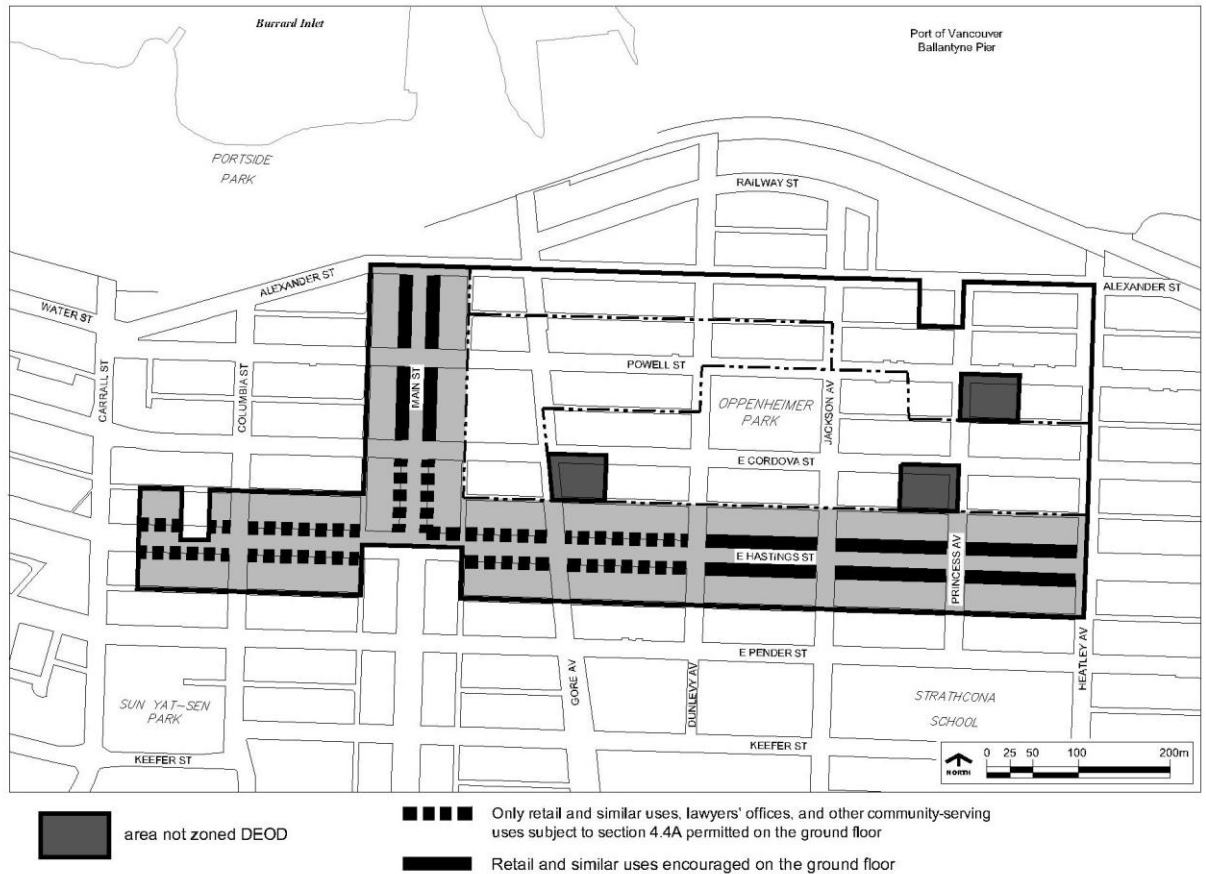 Burrard Inlet
Port of Vancouver
Ballantyne Pier
PORTSIDE
PARK
RAILWAY ST
ALEXANDER ST
ALEXANDER ST
WATER ST
CARRALL ST
COLUMBIA ST
MAIN ST
POWELL ST
OPPENHEIMER
PARK
JACKSON AV
E CORDOVA ST
E HASTINGS ST
PRINCESS AV
E PENDER ST
GORE AV
DUNLEVY AV
HEATLEY AV
SUN YAT-SEN
PARK
STRATHCONA
SCHOOL
KEEFER ST
KEEFER ST
NORTH
0 25 50 100 200m
area not zoned DEOD
Only retail and similar uses, lawyers' offices, and other community-serving
uses subject to section 4.4A permitted on the ground floor
Retail and similar uses encouraged on the ground floor